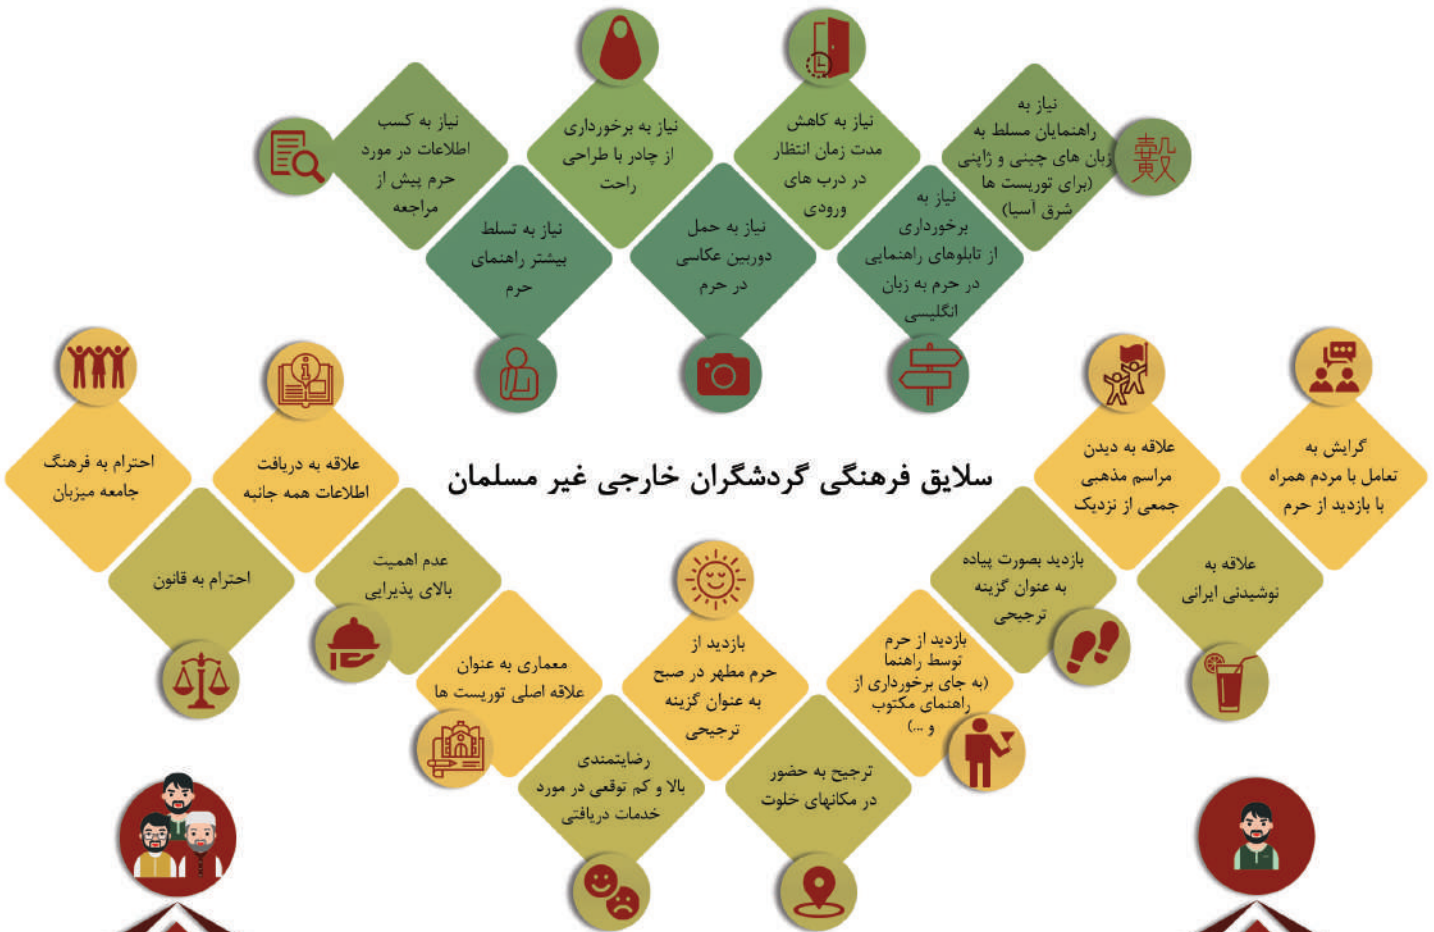 نیاز به
راهنمایان مسلط به
زبان های چینی و ژاپنی
(برای توریست ها
شرق آسیا)
نیاز به
برخورداری
از تابلوهای راهنمایی
در حرم به زبان
انگلیسی
نیاز به کاهش
مدت زمان انتظار
در درب های
ورودی
نیاز به حمل
دوربین عکاسی
در حرم
نیاز به برخورداری
از چادر با طراحی
راحت
نیاز به تسلط
بیشتر راهنمای
حرم
نیاز به کسب
اطلاعات در مورد
حرم پیش از
مراجعه
سلایق فرهنگی گردشگران خارجی غیر مسلمان
گرایش به
تعامل با مردم همراه
با بازدید از حرم
علاقه به
نوشیدنی ایرانی
علاقه به دیدن
مراسم مذهبی
جمعی از نزدیک
بازدید بصورت پیاده
به عنوان گزینه
ترجیحی
بازدید از حرم
توسط راهنما
(به جای برخورداری از
راهنمای مکتوب
و ...)
ترجیح به حضور
در مکانهای خلوت
بازدید از
حرم مطهر در صبح
به عنوان گزینه
ترجیحی
رضایتمندی
بالا و کم توقعی در مورد
خدمات دریافتی
معماری به عنوان
علاقه اصلی توریست ها
عدم اهمیت
بالای پذیرایی
علاقه به دریافت
اطلاعات همه جانبه
احترام به قانون
احترام به فرهنگ
جامعه میزبان